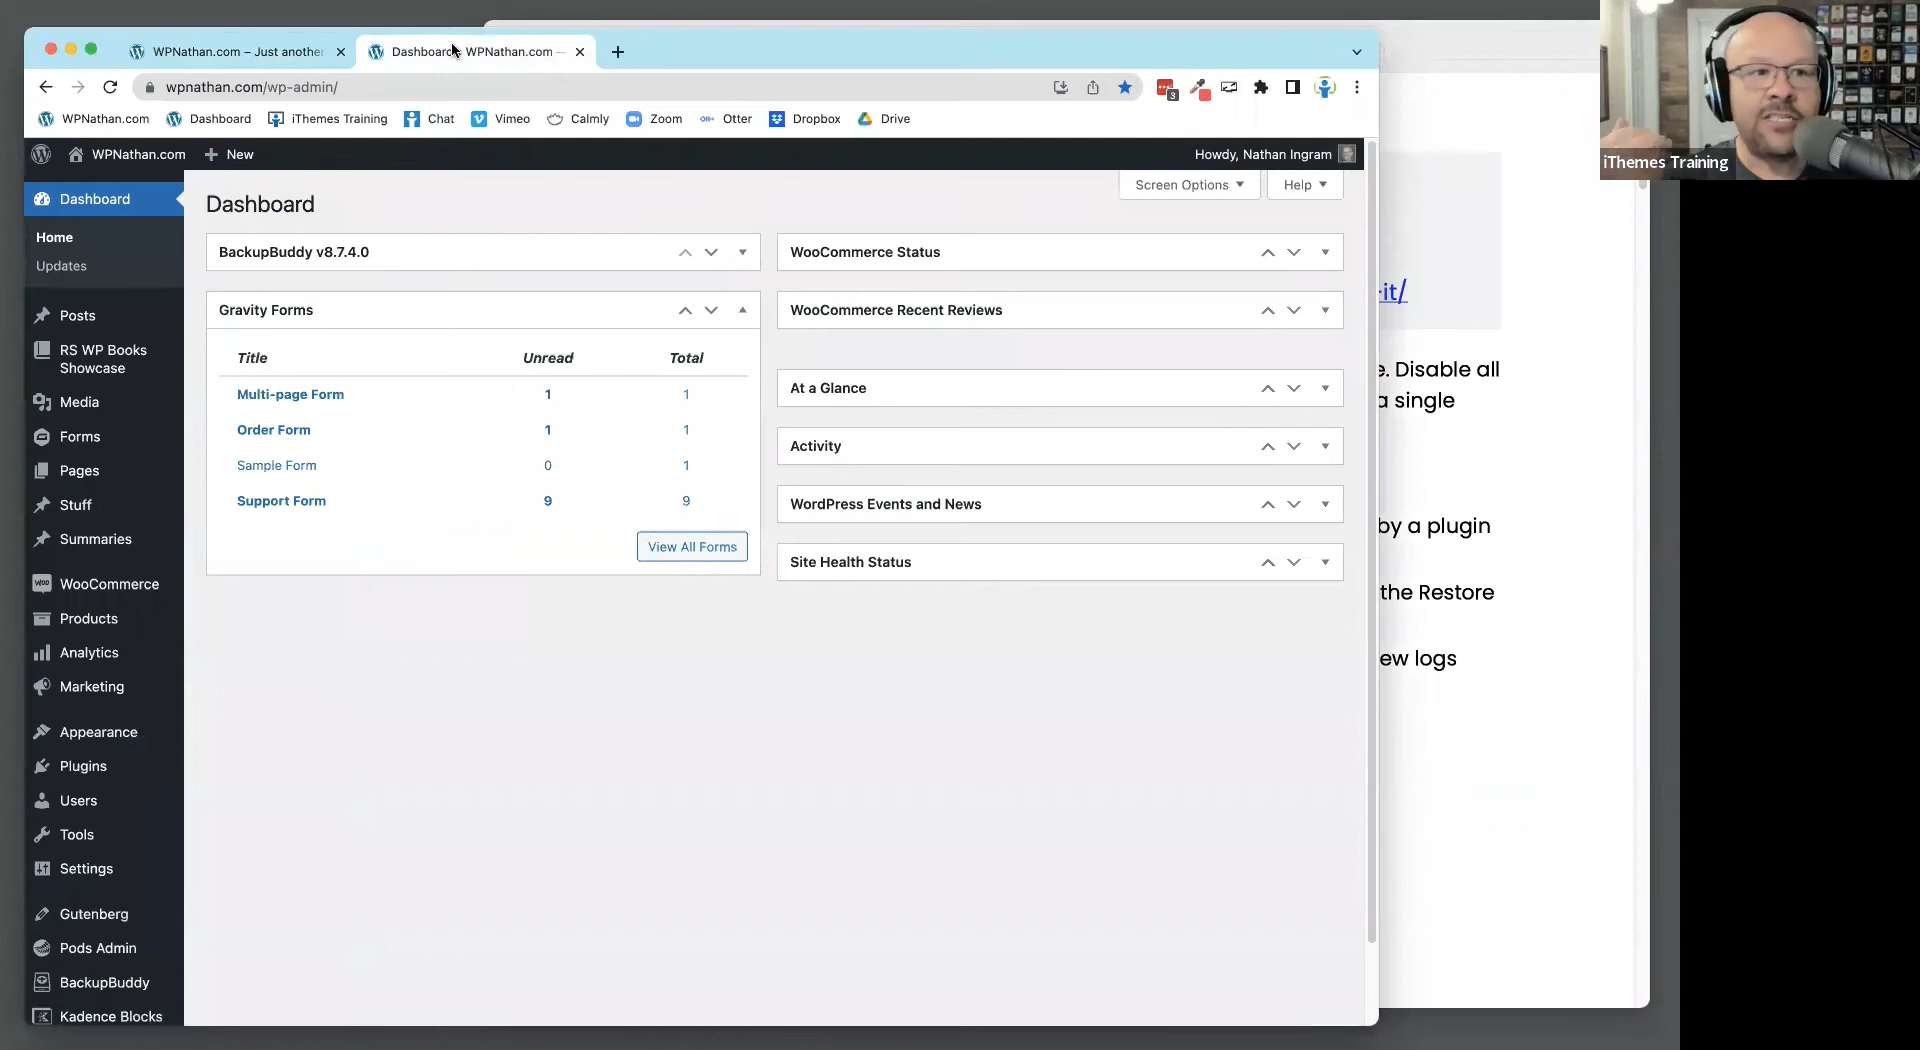 WPNathan.com – Just anothe
Dashboard
WPNathan.com —
wpnathan.com/wp-admin/
3
WPNathan.com
Dashboard
iThemes Training
Chat
Vimeo
Calmly
Zoom
Otter
Dropbox
Drive
WPNathan.com
New
Howdy, Nathan Ingram
iThemes Training
Dashboard
Home
Updates
Posts
RS WP Books
Showcase
Media
Forms
Pages
Stuff
Summaries
WooCommerce
Products
Analytics
Marketing
Appearance
Plugins
Users
Tools
Settings
Gutenberg
Pods Admin
BackupBuddy
Kadence Blocks
Screen Options
Help
Dashboard
BackupBuddy v8.7.4.0
Gravity Forms
Title Unread Total
Multi-page Form 1 1
Order Form 1 1
Sample Form 0 1
Support Form 9 9
View All Forms
WooCommerce Status
WooCommerce Recent Reviews
At a Glance
Activity
WordPress Events and News
Site Health Status
-it/
e. Disable all
a single
by a plugin
the Restore
ew logs